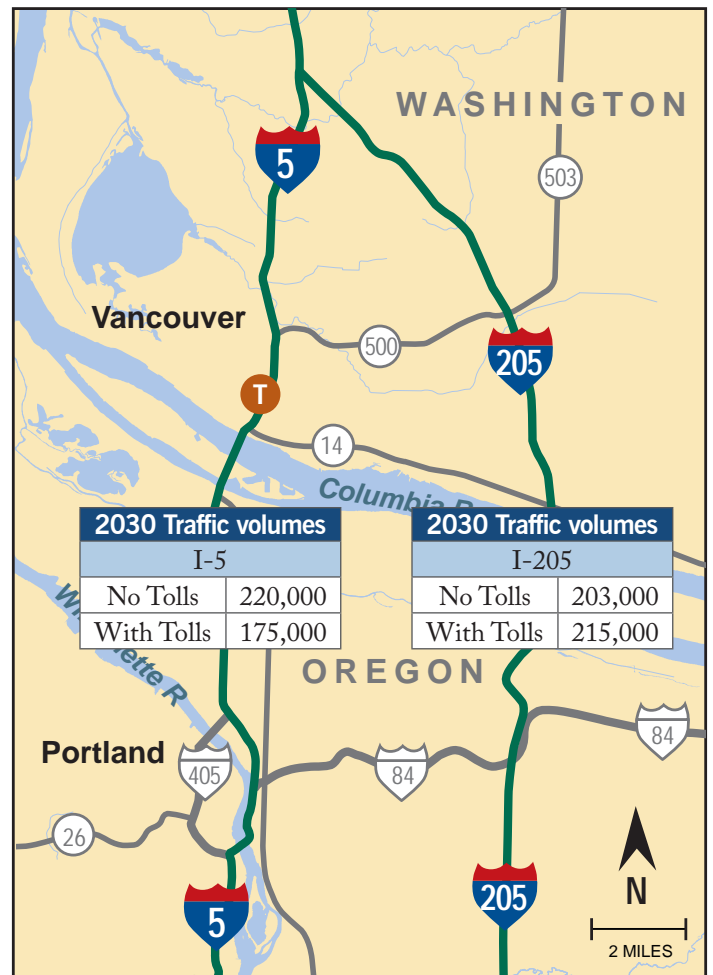 WASHINGTON
5
503
Vancouver
500
205
T
14
Columbia R
2030 Traffic volumes
I-5
No Tolls 220,000
With Tolls 175,000
2030 Traffic volumes
I-205
No Tolls 203,000
With Tolls 215,000
OREGON
Portland
405
84
84
26
5
205
N
2 MILES